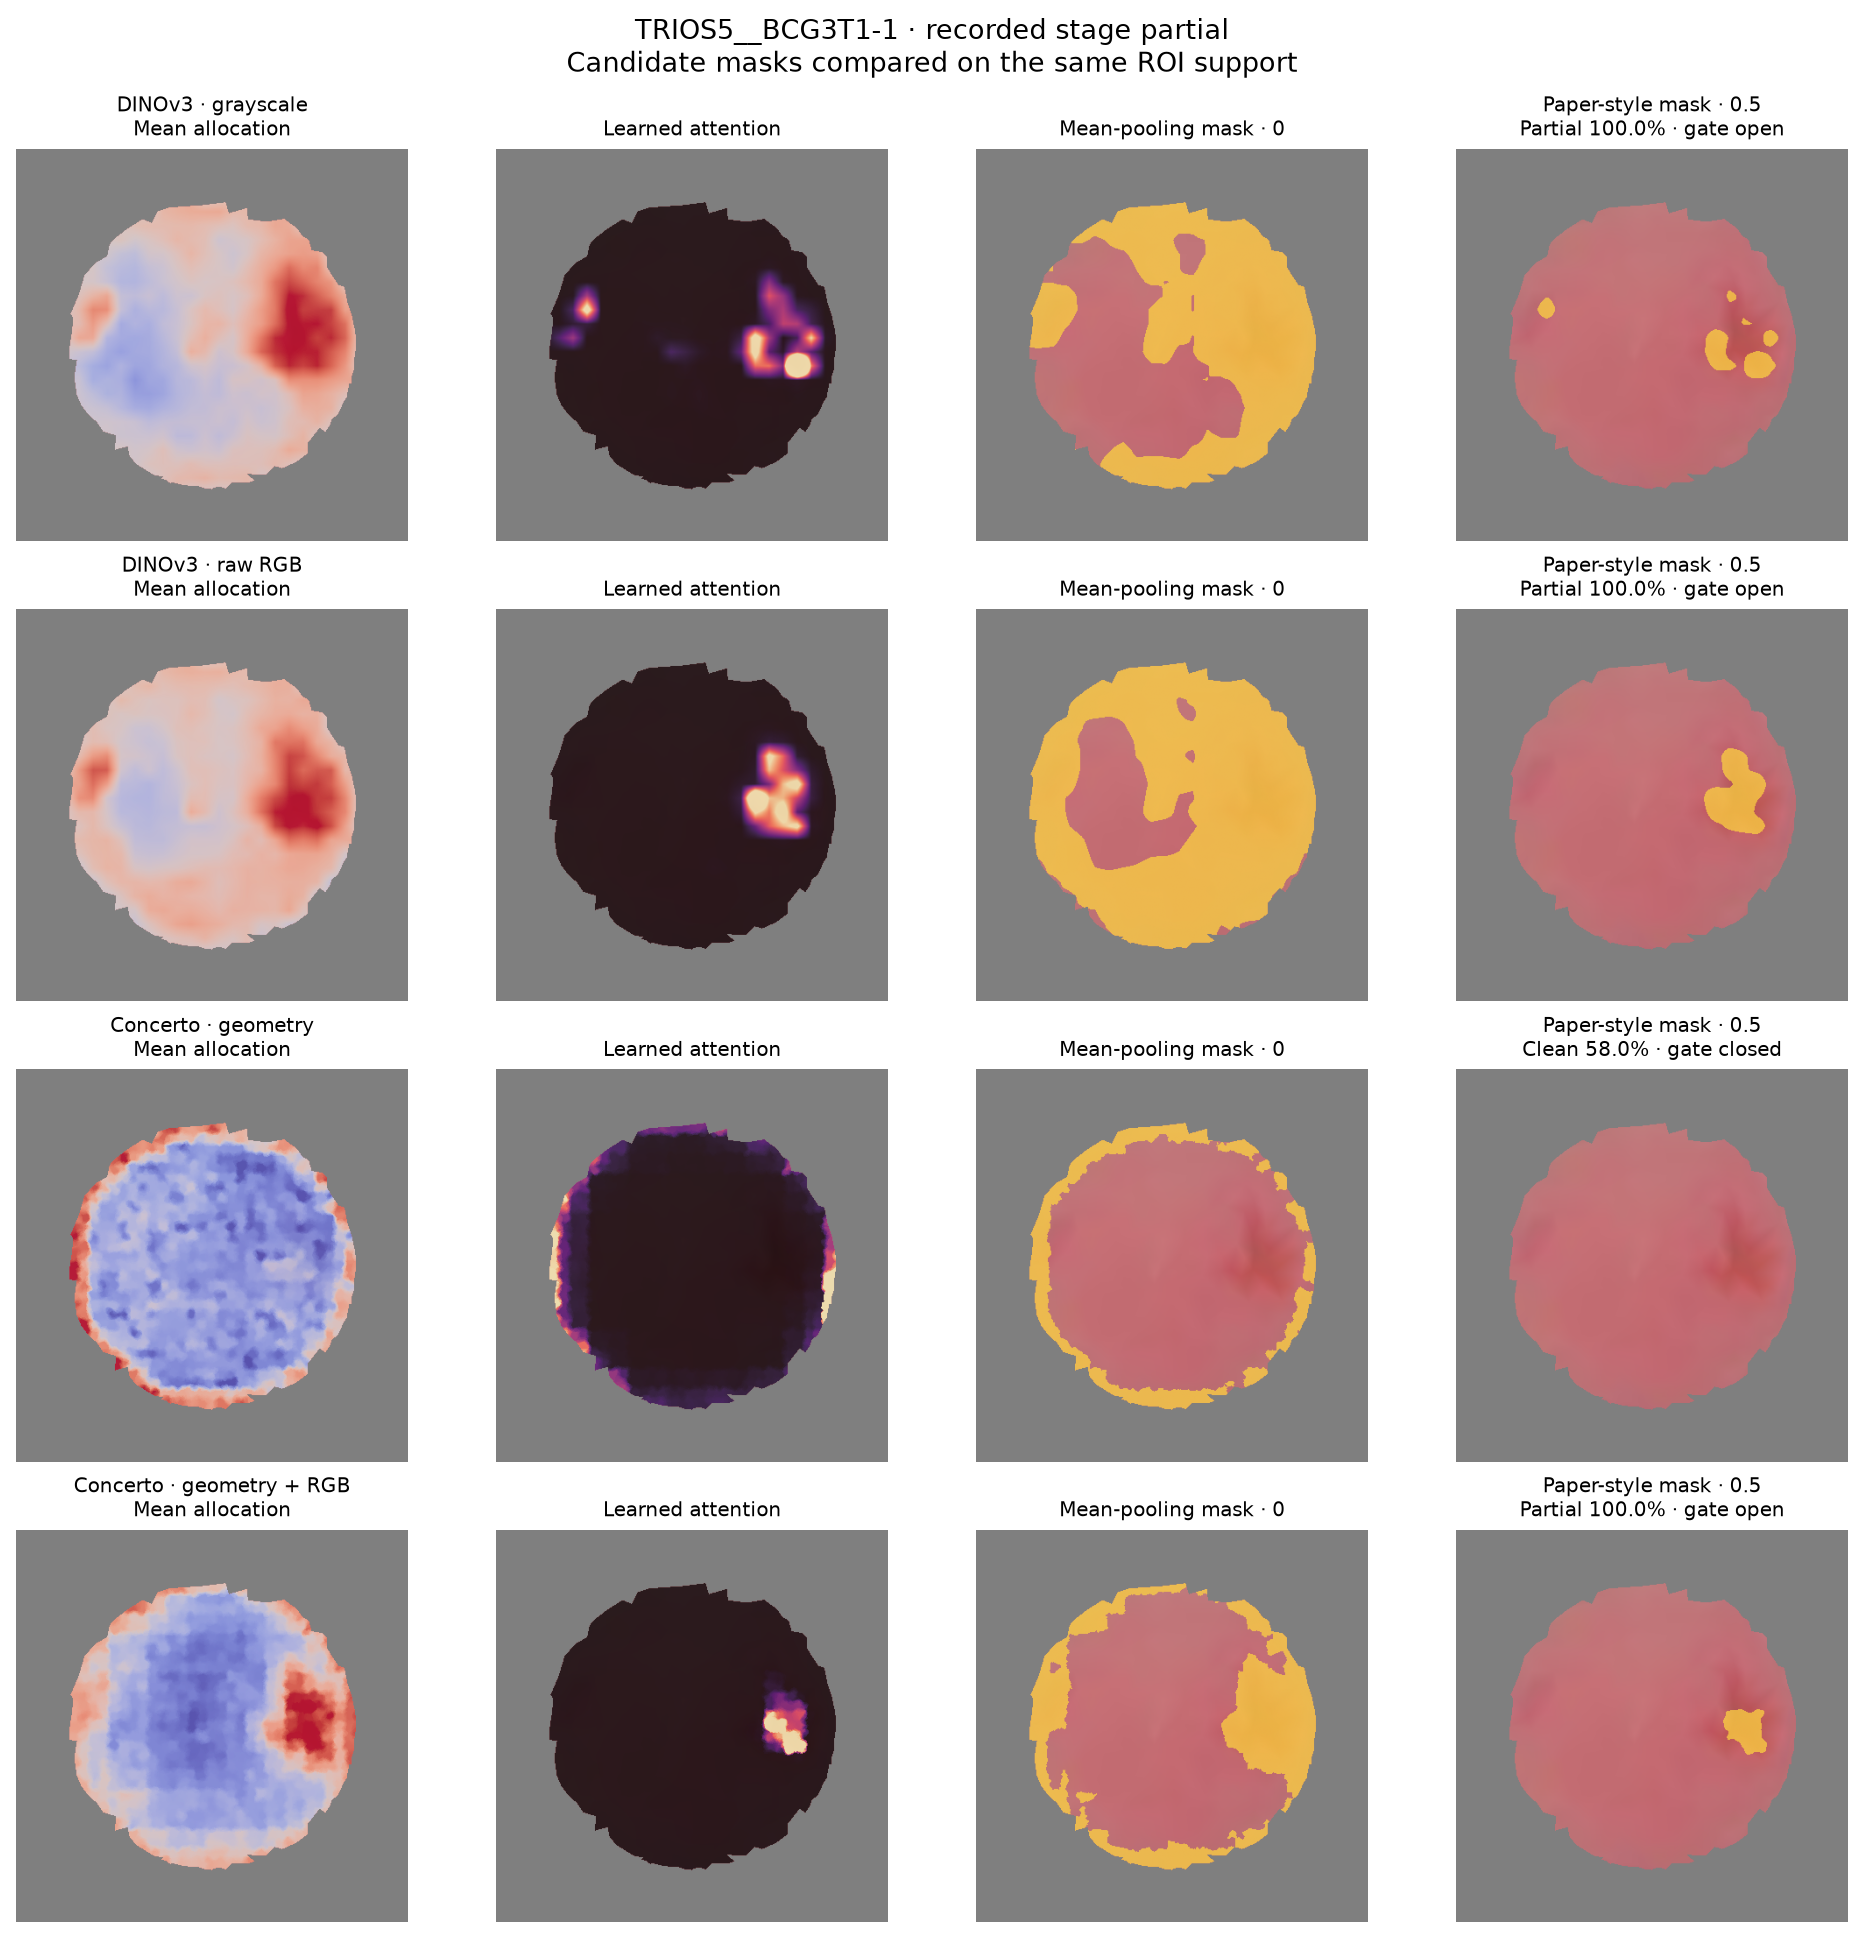 TRIOS5__BCG3T1-1 · recorded stage partial
Candidate masks compared on the same ROI support
DINOv3 · grayscale
Mean allocation
Learned attention
Mean-pooling mask · 0
Paper-style mask · 0.5
Partial 100.0% · gate open
DINOv3 · raw RGB
Mean allocation
Learned attention
Mean-pooling mask · 0
Paper-style mask · 0.5
Partial 100.0% · gate open
Concerto · geometry
Mean allocation
Learned attention
Mean-pooling mask · 0
Paper-style mask · 0.5
Clean 58.0% · gate closed
Concerto · geometry + RGB
Mean allocation
Learned attention
Mean-pooling mask · 0
Paper-style mask · 0.5
Partial 100.0% · gate open